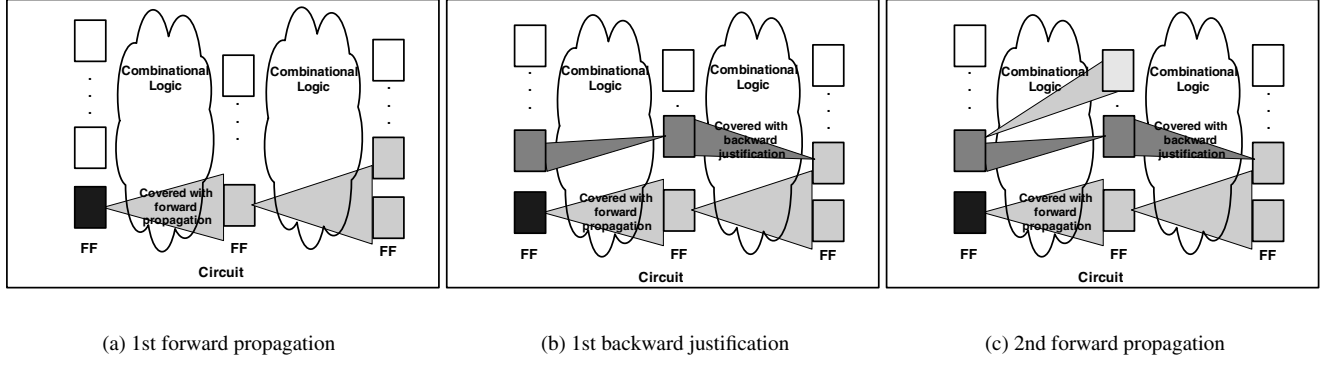 Combinational
Logic
Combinational
Logic
Covered with
forward
propagation
FF
FF
FF
Circuit
(a) 1st forward propagation
Combinational
Logic
Combinational
Logic
Covered with
backward
justification
Covered with
forward
propagation
FF
FF
FF
Circuit
(b) 1st backward justification
Combinational
Logic
Combinational
Logic
Covered with
backward
justification
Covered with
forward
propagation
FF
FF
FF
Circuit
(c) 2nd forward propagation